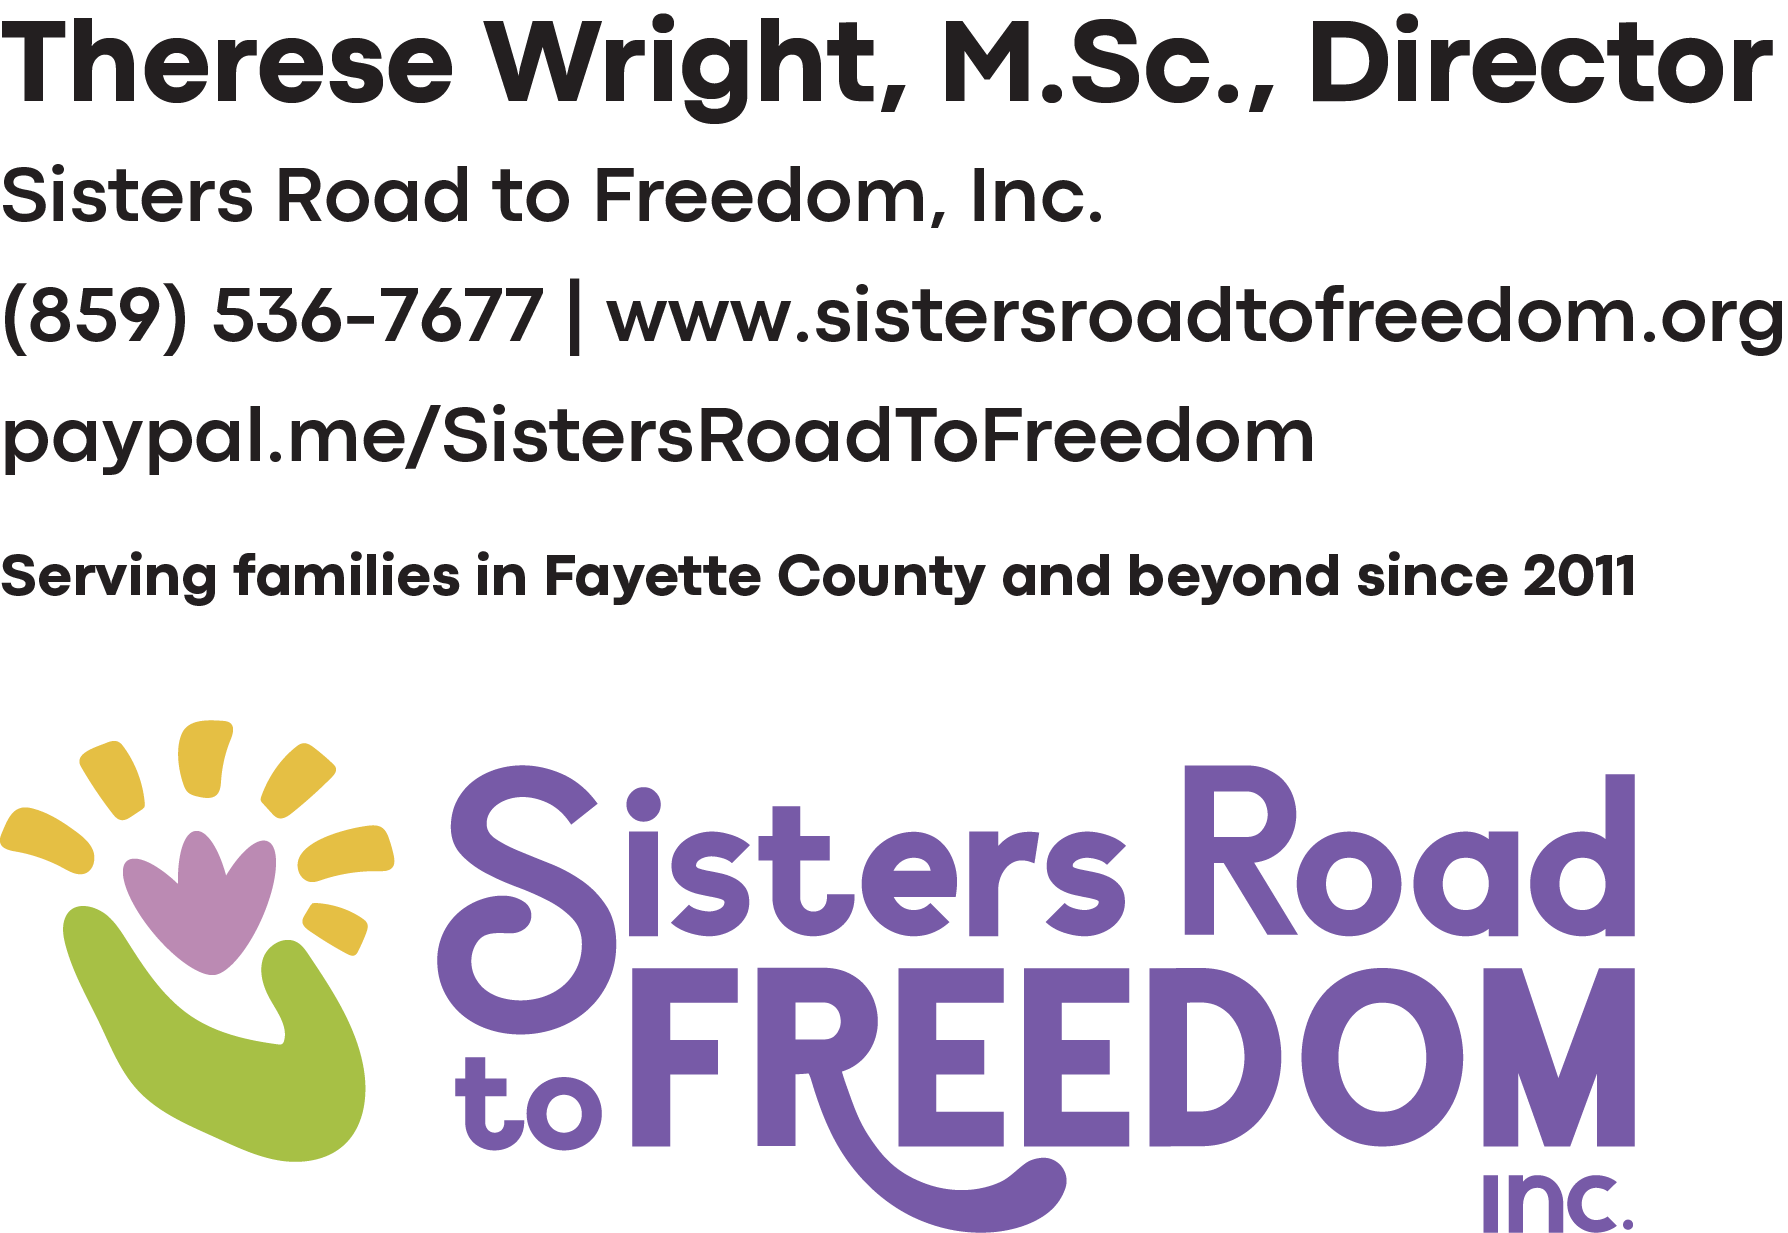 Therese Wright, M.Sc., Director
Sisters Road to Freedom, Inc.
(859) 536-7677 | www.sistersroadtofreedom.org
paypal.me/SistersRoadToFreedom
Serving families in Fayette County and beyond since 2011
Sisters Road
to FREEDOM
inc.